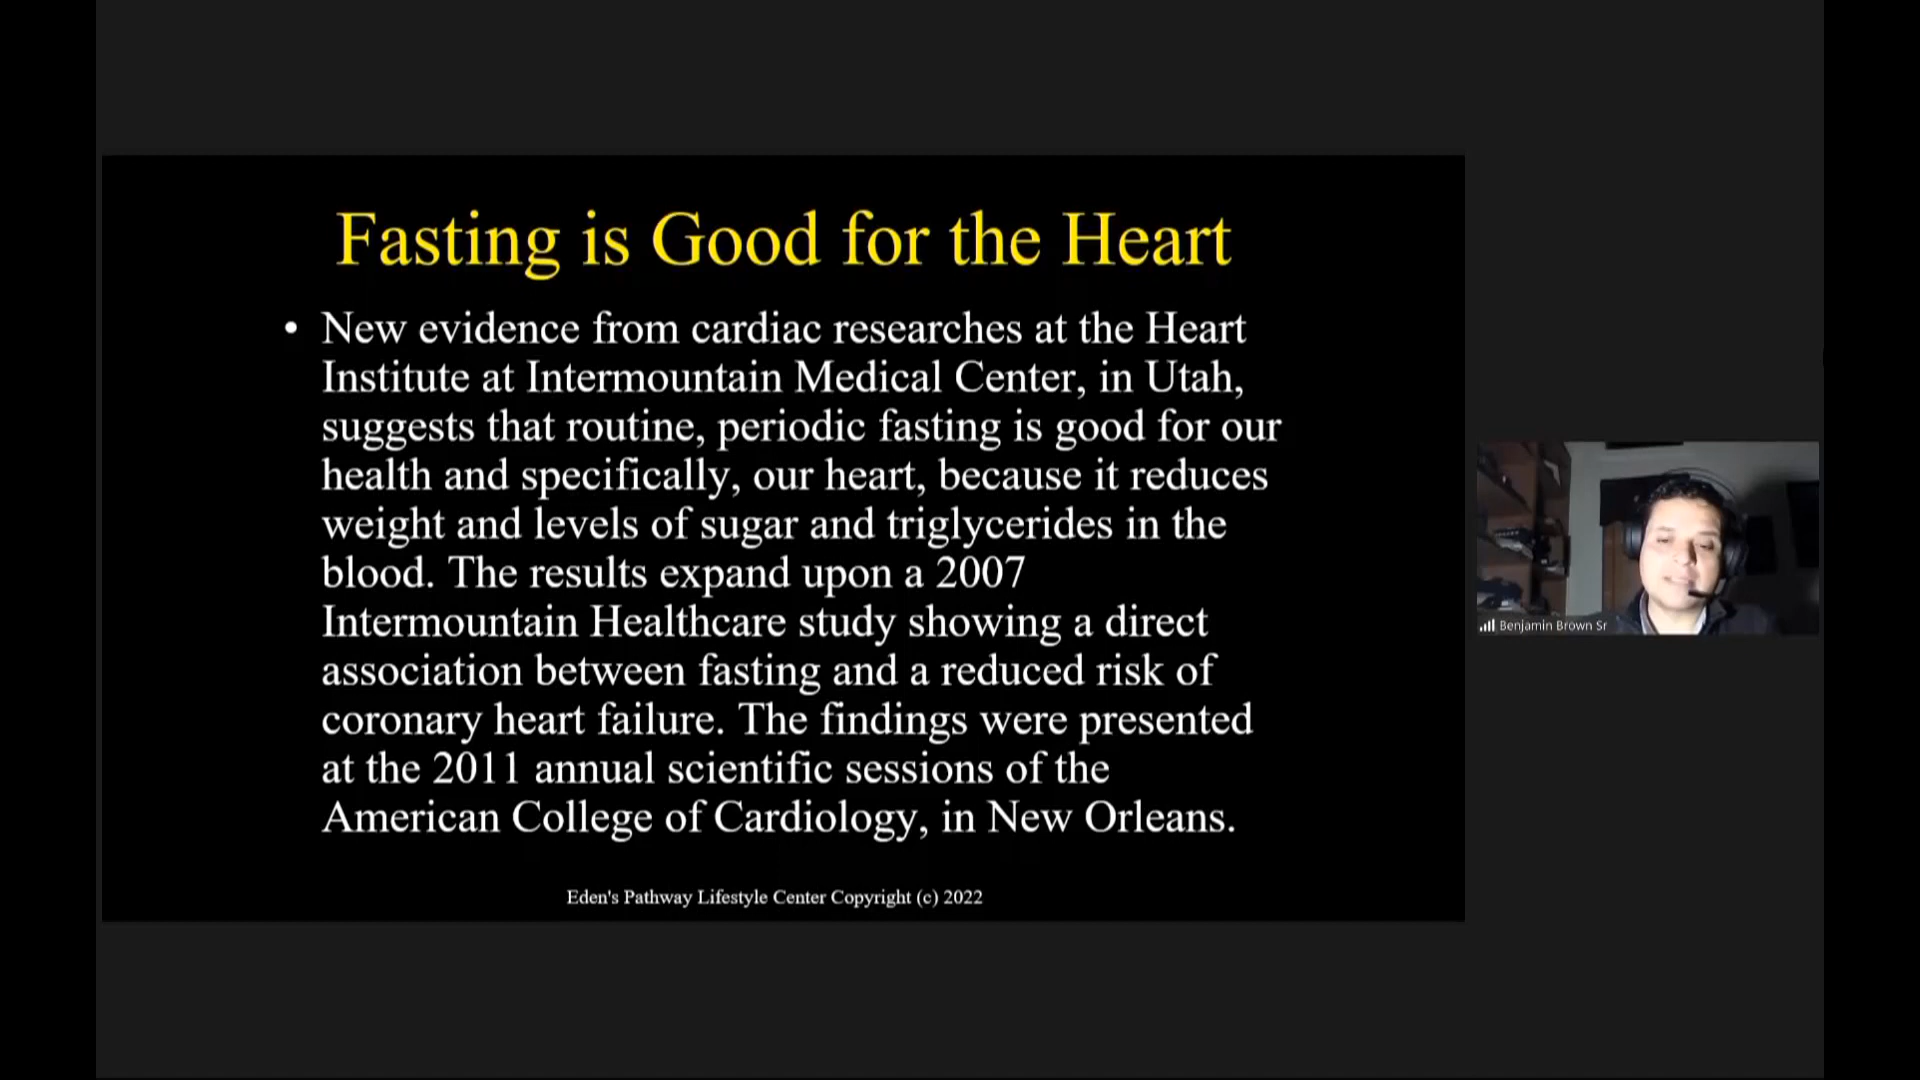 Fasting is Good for the Heart
• New evidence from cardiac researches at the Heart
Institute at Intermountain Medical Center, in Utah,
suggests that routine, periodic fasting is good for our
health and specifically, our heart, because it reduces
weight and levels of sugar and triglycerides in the
blood. The results expand upon a 2007
Intermountain Healthcare study showing a direct
association between fasting and a reduced risk of
coronary heart failure. The findings were presented
at the 2011 annual scientific sessions of the
American College of Cardiology, in New Orleans.
Eden's Pathway Lifestyle Center Copyright (c) 2022
Benjamin Brown Sr